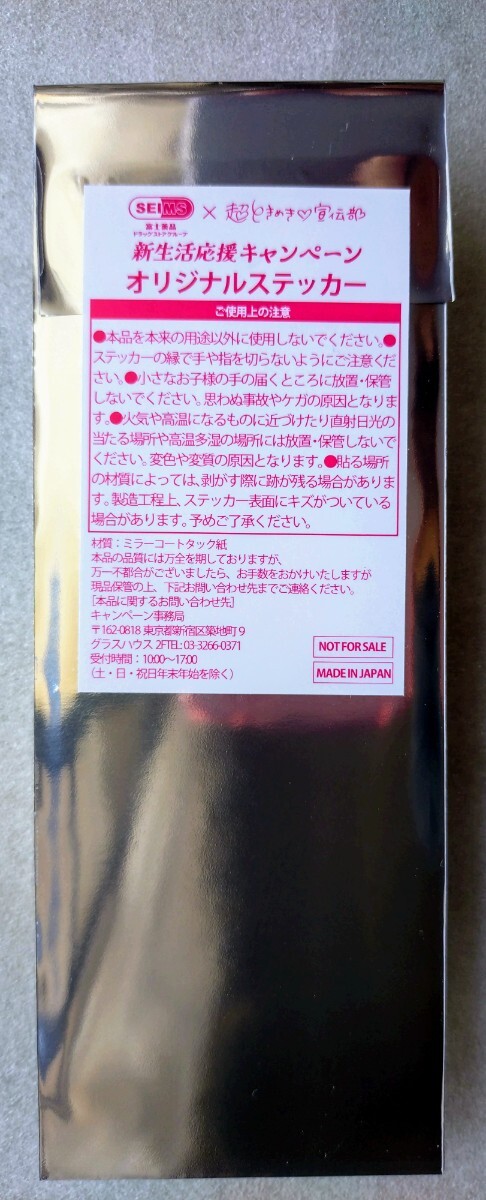 SEIMS × 超ときめき♡宣伝部
富士薬品
ドラッグストアグループ
新生活応援キャンペーン
オリジナルステッカー
ご使用上の注意
●本品を本来の用途以外に使用しないでください。●
ステッカーの縁で手や指を切らないようにご注意くだ
さい。●小さなお子様の手の届くところに放置・保管
しないでください。思わぬ事故やケガの原因となりま
す。●火気や高温になるものに近づけたり直射日光の
当たる場所や高温多湿の場所には放置・保管しないで
ください。変色や変質の原因となります。●貼る場所
の材質によっては、剥がす際に跡が残る場合がありま
す。製造工程上、ステッカー表面にキズがついている
場合があります。予めご了承ください。
材質：ミラーコートタック紙
本品の品質には万全を期しておりますが、
万一不都合がございましたら、お手数をおかけいたしますが
現品保管の上、下記お問い合わせ先までご連絡ください。
［本品に関するお問い合わせ先］
キャンペーン事務局
〒162-0818 東京都新宿区築地町9
グラスハウス 2FTEL：03-3266-0371
受付時間：10:00～17:00
（土・日・祝日年末年始を除く）
NOT FOR SALE
MADE IN JAPAN